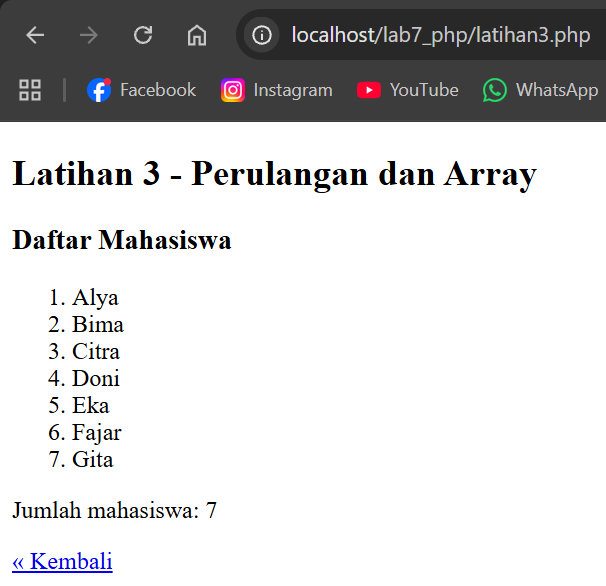 localhost/lab7_php/latihan3.php
Facebook Instagram YouTube WhatsApp
Latihan 3 - Perulangan dan Array
Daftar Mahasiswa
1. Alya
2. Bima
3. Citra
4. Doni
5. Eka
6. Fajar
7. Gita
Jumlah mahasiswa: 7
« Kembali